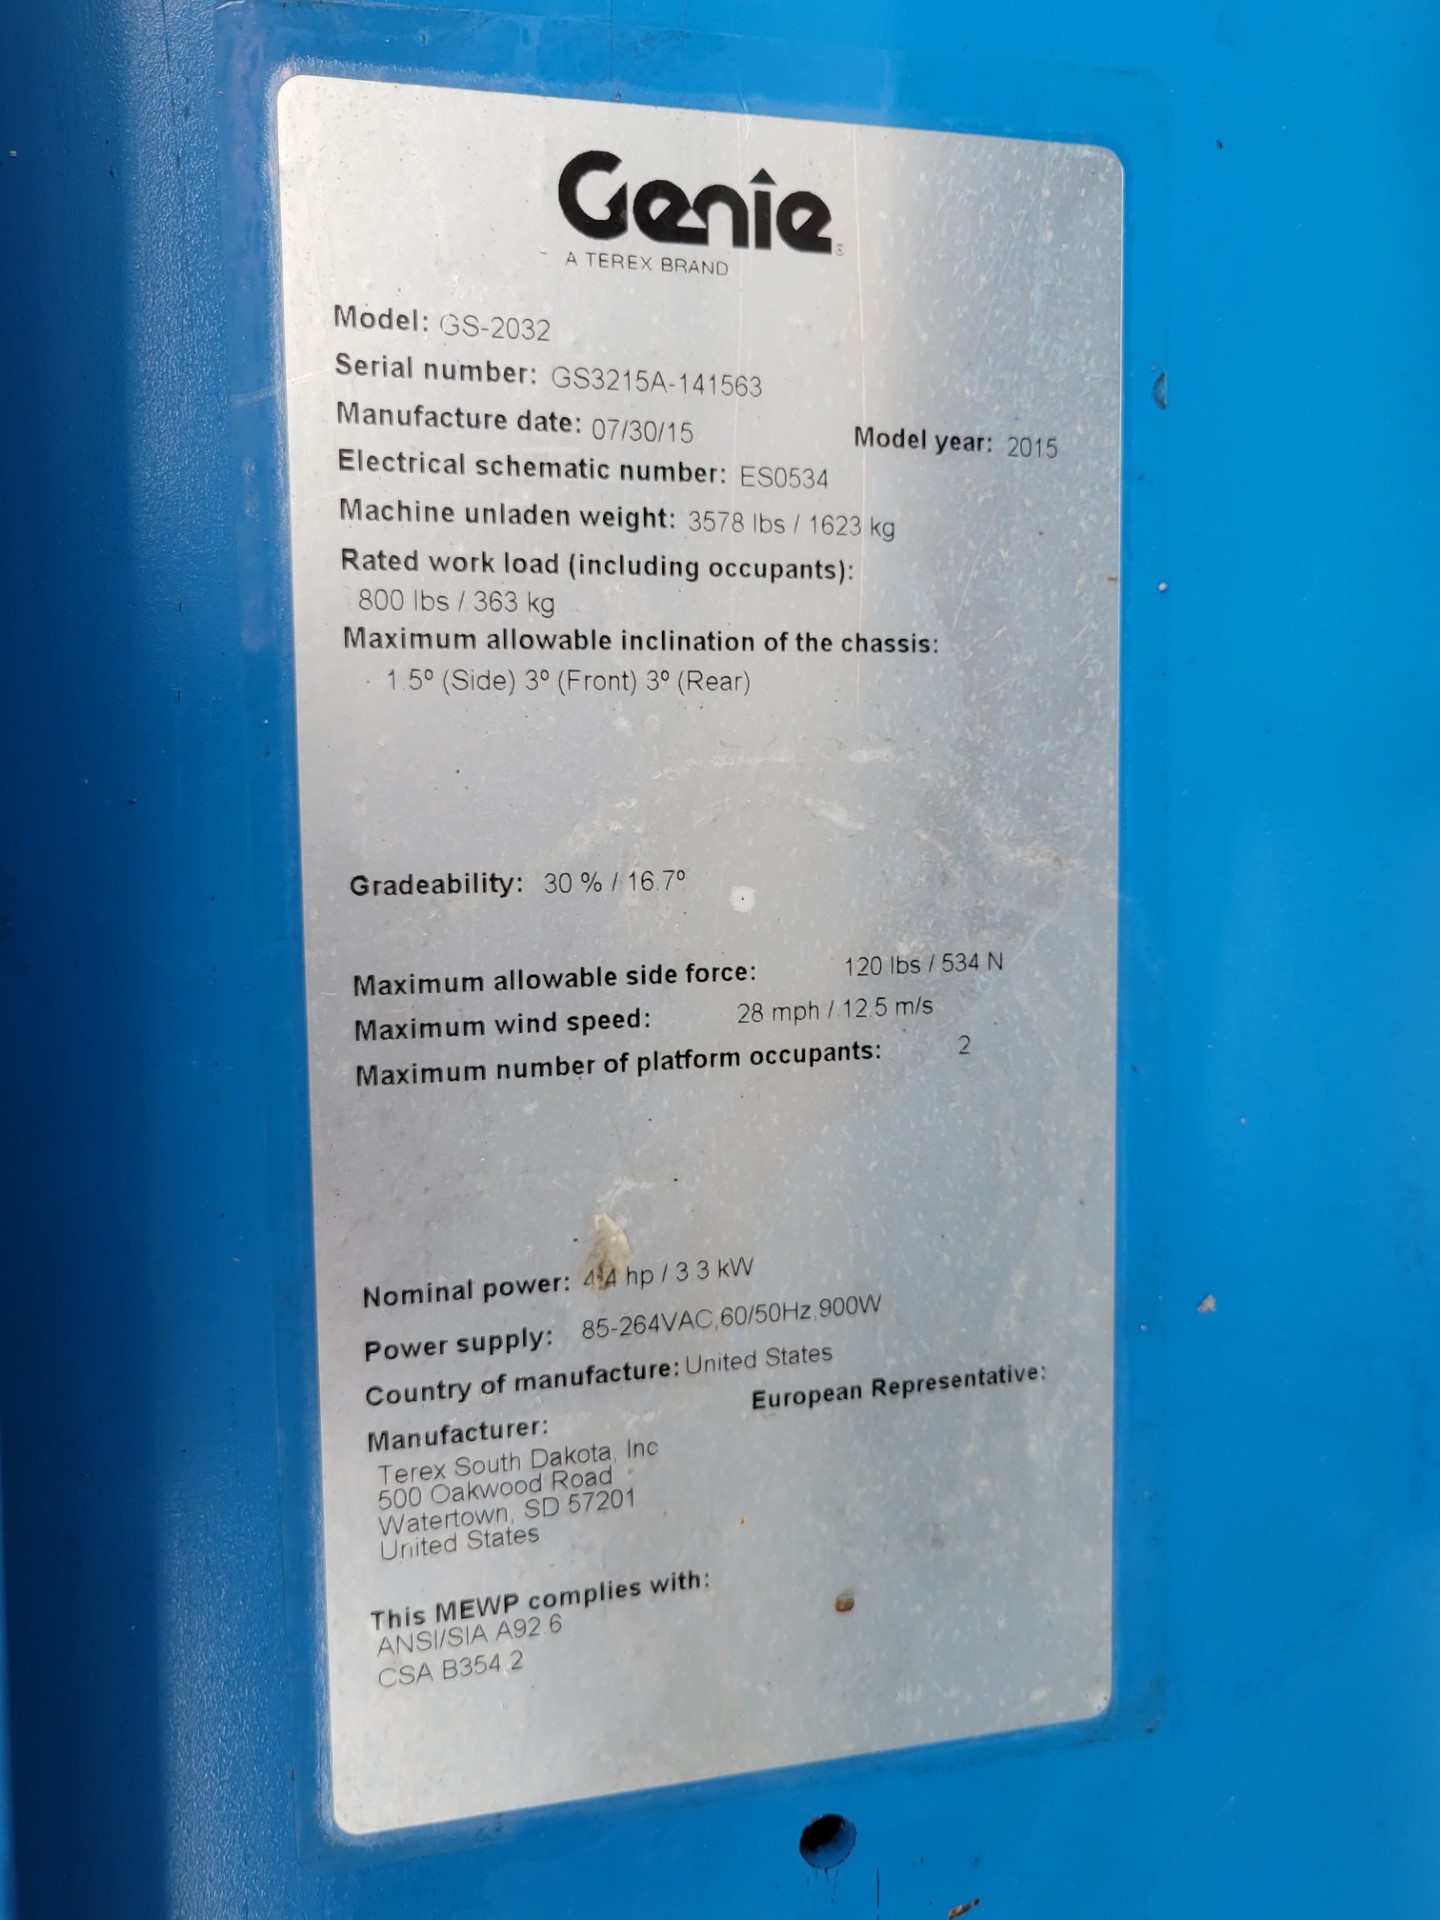 Genie
A TEREX BRAND
Model: GS-2032
Serial number: GS3215A-141563
Manufacture date: 07/30/15 Model year: 2015
Electrical schematic number: ES0534
Machine unladen weight: 3578 lbs / 1623 kg
Rated work load (including occupants):
800 lbs / 363 kg
Maximum allowable inclination of the chassis:
1.5º (Side) 3º (Front) 3º (Rear)
Gradeability: 30 % / 16.7º
Maximum allowable side force: 120 lbs / 534 N
Maximum wind speed: 28 mph / 12.5 m/s
Maximum number of platform occupants: 2
Nominal power: 4.4 hp / 3.3 kW
Power supply: 85-264VAC,60/50Hz,900W
Country of manufacture: United States
European Representative:
Manufacturer:
Terex South Dakota, Inc
500 Oakwood Road
Watertown, SD 57201
United States
This MEWP complies with:
ANSI/SIA A92.6
CSA B354.2